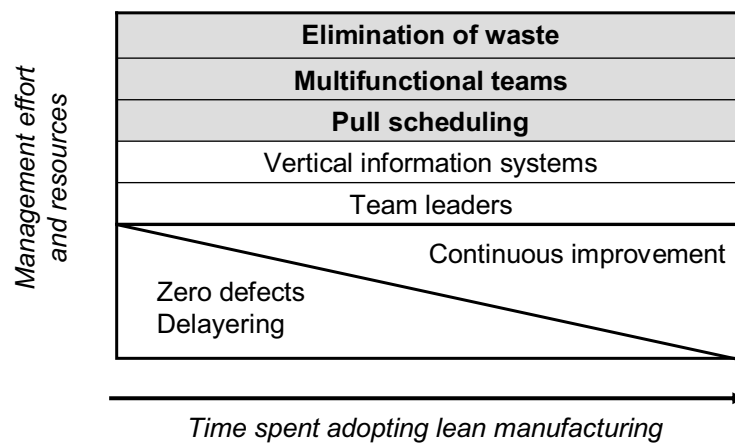 Elimination of waste
Multifunctional teams
Pull scheduling
Vertical information systems
Team leaders
Continuous improvement
Zero defects
Delayering
Management effort
and resources
Time spent adopting lean manufacturing